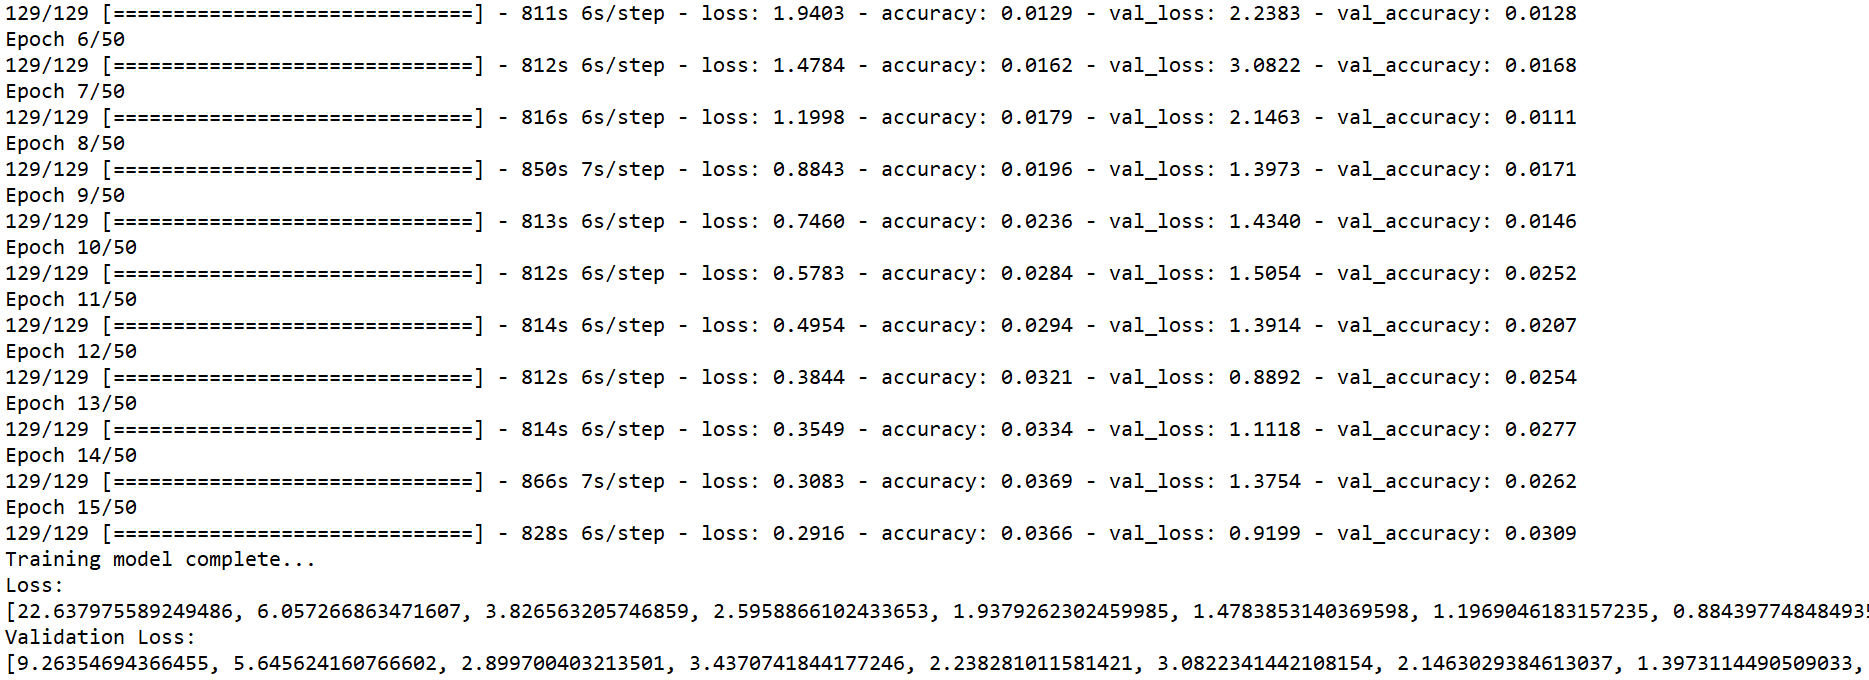 129/129 [==============================] - 811s 6s/step - loss: 1.9403 - accuracy: 0.0129 - val_loss: 2.2383 - val_accuracy: 0.0128
Epoch 6/50
129/129 [==============================] - 812s 6s/step - loss: 1.4784 - accuracy: 0.0162 - val_loss: 3.0822 - val_accuracy: 0.0168
Epoch 7/50
129/129 [==============================] - 816s 6s/step - loss: 1.1998 - accuracy: 0.0179 - val_loss: 2.1463 - val_accuracy: 0.0111
Epoch 8/50
129/129 [==============================] - 850s 7s/step - loss: 0.8843 - accuracy: 0.0196 - val_loss: 1.3973 - val_accuracy: 0.0171
Epoch 9/50
129/129 [==============================] - 813s 6s/step - loss: 0.7460 - accuracy: 0.0236 - val_loss: 1.4340 - val_accuracy: 0.0146
Epoch 10/50
129/129 [==============================] - 812s 6s/step - loss: 0.5783 - accuracy: 0.0284 - val_loss: 1.5054 - val_accuracy: 0.0252
Epoch 11/50
129/129 [==============================] - 814s 6s/step - loss: 0.4954 - accuracy: 0.0294 - val_loss: 1.3914 - val_accuracy: 0.0207
Epoch 12/50
129/129 [==============================] - 812s 6s/step - loss: 0.3844 - accuracy: 0.0321 - val_loss: 0.8892 - val_accuracy: 0.0254
Epoch 13/50
129/129 [==============================] - 814s 6s/step - loss: 0.3549 - accuracy: 0.0334 - val_loss: 1.1118 - val_accuracy: 0.0277
Epoch 14/50
129/129 [==============================] - 866s 7s/step - loss: 0.3083 - accuracy: 0.0369 - val_loss: 1.3754 - val_accuracy: 0.0262
Epoch 15/50
129/129 [==============================] - 828s 6s/step - loss: 0.2916 - accuracy: 0.0366 - val_loss: 0.9199 - val_accuracy: 0.0309
Training model complete...
Loss:
[22.637975589249486, 6.057266863471607, 3.826563205746859, 2.5958866102433653, 1.9379262302459985, 1.4783853140369598, 1.1969046183157235, 0.884397748484935
Validation Loss:
[9.26354694366455, 5.645624160766602, 2.899700403213501, 3.4370741844177246, 2.238281011581421, 3.0822341442108154, 2.1463029384613037, 1.3973114490509033,